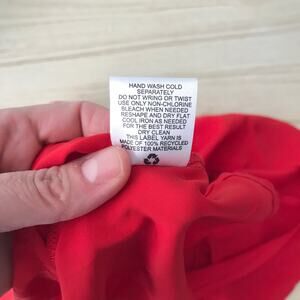 HAND WASH COLD
SEPARATELY
DO NOT WRING OR TWIST
USE ONLY NON-CHLORINE
BLEACH WHEN NEEDED
RESHAPE AND DRY FLAT
COOL IRON AS NEEDED
FOR THE BEST RESULT
DRY CLEAN
THIS LABEL YARN IS
MADE OF 100% RECYCLED
POLYESTER MATERIALS